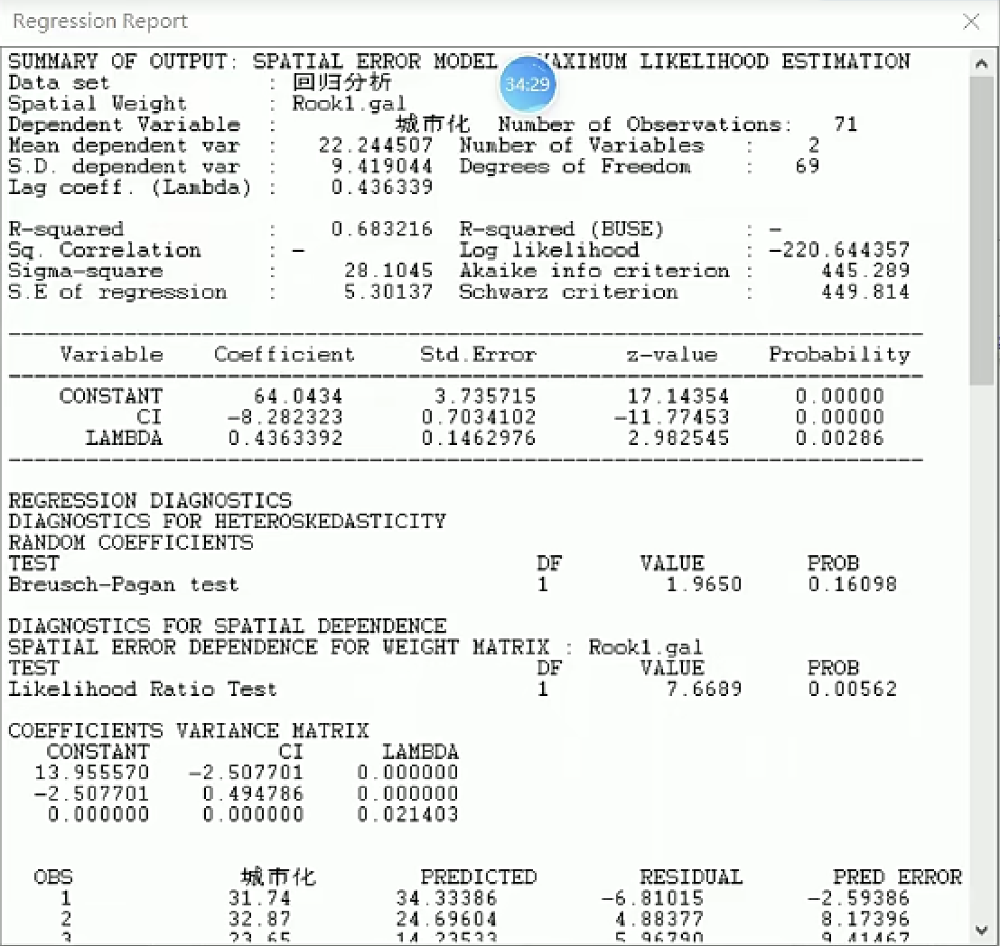 Regression Report
SUMMARY OF OUTPUT: SPATIAL ERROR MODEL MAXIMUM LIKELIHOOD ESTIMATION
34:29
Data set : 回归分析
Spatial Weight : Rook1.gal
Dependent Variable : 城市化 Number of Observations: 71
Mean dependent var : 22.244507 Number of Variables : 2
S.D. dependent var : 9.419044 Degrees of Freedom : 69
Lag coeff. (Lambda) : 0.436339
R-squared : 0.683216 R-squared (BUSE) : -
Sq. Correlation : - Log likelihood : -220.644357
Sigma-square : 28.1045 Akaike info criterion : 445.289
S.E of regression : 5.30137 Schwarz criterion : 449.814
Variable Coefficient Std.Error z-value Probability
CONSTANT 64.0434 3.735715 17.14354 0.00000
CI -8.282323 0.7034102 -11.77453 0.00000
LAMBDA 0.4363392 0.1462976 2.982545 0.00286
REGRESSION DIAGNOSTICS
DIAGNOSTICS FOR HETEROSKEDASTICITY
RANDOM COEFFICIENTS
TEST DF VALUE PROB
Breusch-Pagan test 1 1.9650 0.16098
DIAGNOSTICS FOR SPATIAL DEPENDENCE
SPATIAL ERROR DEPENDENCE FOR WEIGHT MATRIX : Rook1.gal
TEST DF VALUE PROB
Likelihood Ratio Test 1 7.6689 0.00562
COEFFICIENTS VARIANCE MATRIX
CONSTANT CI LAMBDA
13.955570 -2.507701 0.000000
-2.507701 0.494786 0.000000
0.000000 0.000000 0.021403
OBS 城市化 PREDICTED RESIDUAL PRED ERROR
1 31.74 34.33386 -6.81015 -2.59386
2 32.87 24.69604 4.88377 8.17396
3 23.65 14.23533 5.96790 9.41467